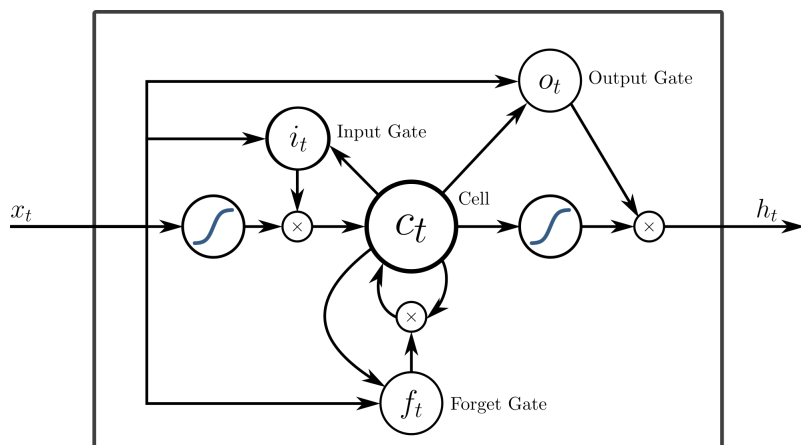 o_t Output Gate
i_t Input Gate
x_t
×
c_t
Cell
×
h_t
×
f_t Forget Gate